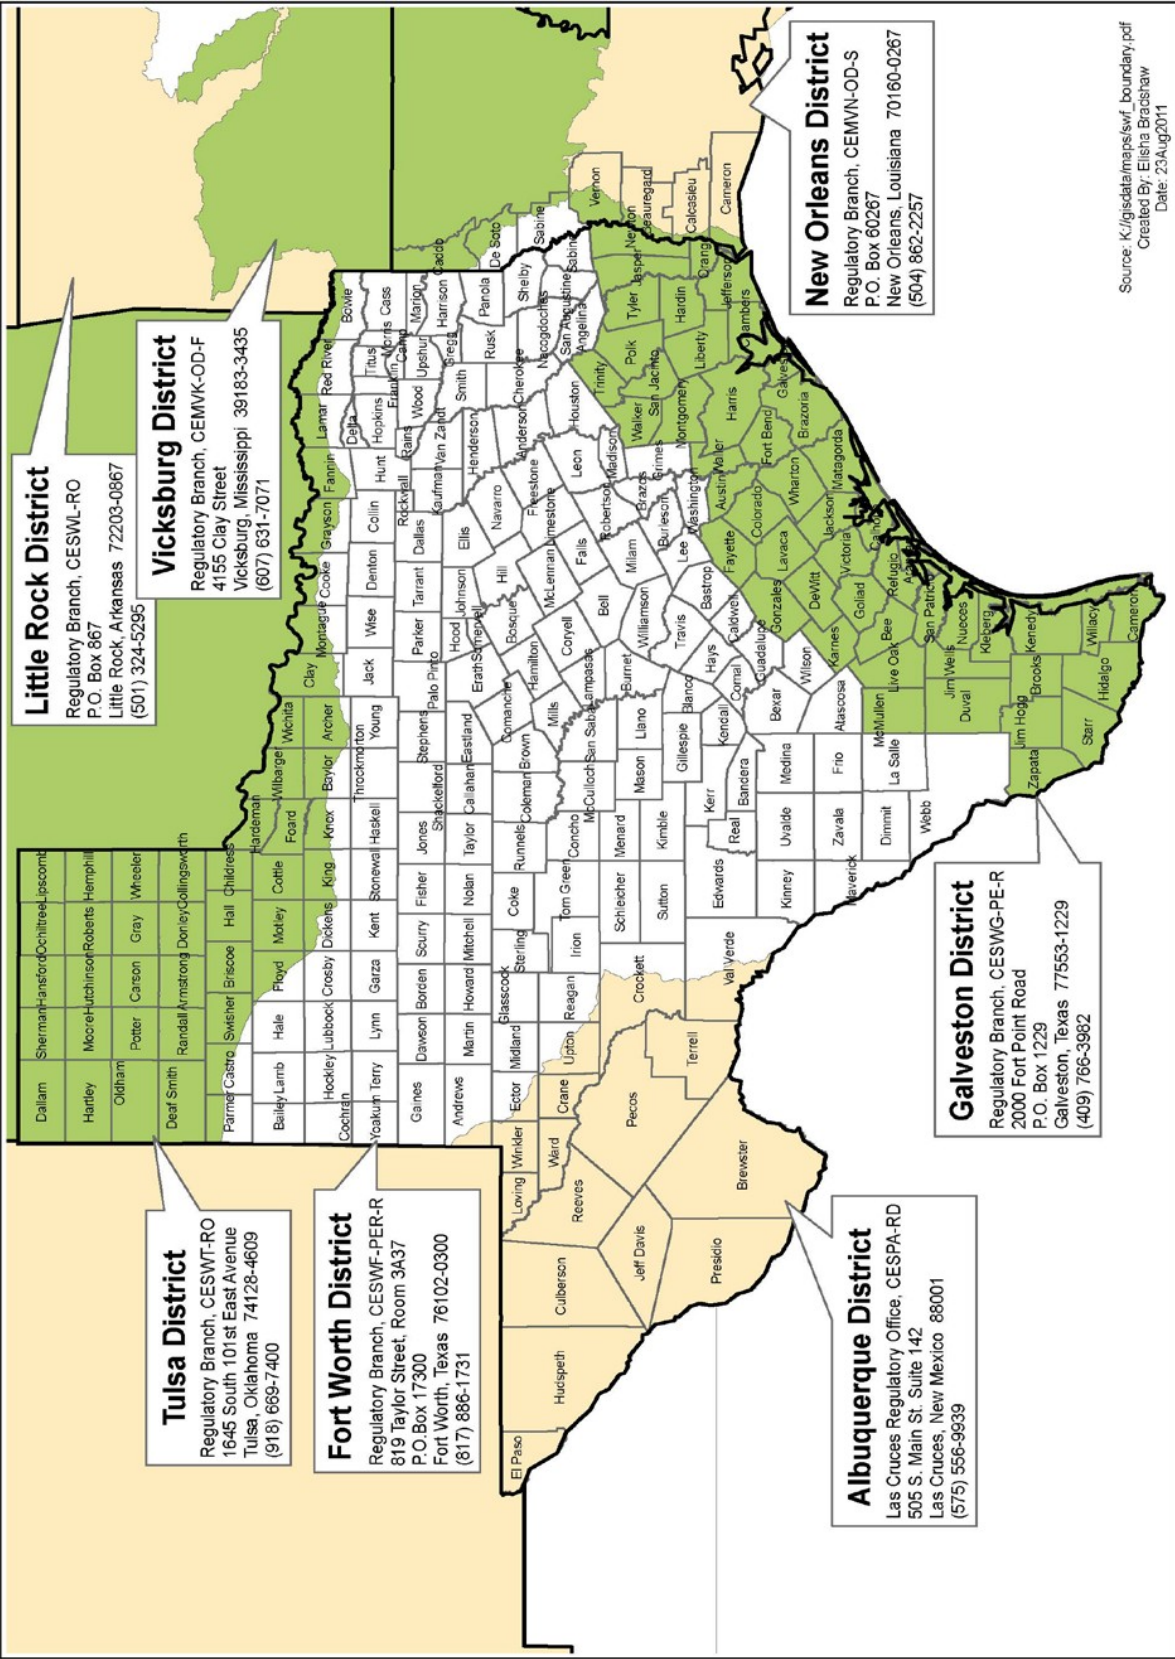 Little Rock District
Regulatory Branch, CESWL-RO
P.O. Box 867
Little Rock, Arkansas 72203-0867
(501) 324-5295
Vicksburg District
Regulatory Branch, CEMVK-OD-F
4155 Clay Street
Vicksburg, Mississippi 39183-3435
(607) 631-7071
Tulsa District
Regulatory Branch, CESWT-RO
1645 South 101st East Avenue
Tulsa, Oklahoma 74128-4609
(918) 669-7400
Fort Worth District
Regulatory Branch, CESWF-PER-R
819 Taylor Street, Room 3A37
P.O.Box 17300
Fort Worth, Texas 76102-0300
(817) 886-1731
Albuquerque District
Las Cruces Regulatory Office, CESPA-RD
505 S. Main St. Suite 142
Las Cruces, New Mexico 88001
(575) 556-9939
Galveston District
Regulatory Branch, CESWG-PE-R
2000 Fort Point Road
P.O. Box 1229
Galveston, Texas 77553-1229
(409) 766-3982
New Orleans District
Regulatory Branch, CEMVN-OD-S
P.O. Box 60267
New Orleans, Louisiana 70160-0267
(504) 862-2257
Dallam Sherman Hansford Ochiltree Lipscomb
Hartley Moore Hutchinson Roberts Hemphill
Oldham Potter Carson Gray Wheeler
Deaf Smith Randall Armstrong Donley Collingsworth
Parmer Castro Swisher Briscoe Hall Childress
Bailey Lamb Hale Floyd Motley Cottle Foard Hardeman Wilbarger Wichita Clay
Cochran Hockley Lubbock Crosby Dickens King Knox Baylor Archer Montague Cooke Grayson Fannin Lamar Red River Bowie
Yoakum Terry Lynn Garza Kent Stonewall Haskell Throckmorton Young Jack Wise Denton Collin Hunt Delta Hopkins Franklin Titus Morris Cass
Gaines Dawson Borden Scurry Fisher Jones Shackelford Stephens Palo Pinto Parker Tarrant Dallas Rockwall Kaufman Rains Van Zandt Wood Camp Upshur Marion Harrison Gregg
Andrews Martin Howard Mitchell Nolan Taylor Callahan Eastland Erath Hood Somervell Johnson Ellis Henderson Smith Rusk Panola
El Paso Loving Winkler Ector Midland Glasscock Sterling Coke Runnels Coleman Brown Comanche Hamilton Bosque Hill Navarro Freestone Anderson Cherokee Nacogdoches Shelby
Hudspeth Culberson Reeves Ward Crane Upton Reagan Irion Tom Green Concho McCulloch San Saba Mills Lampasas Coryell McLennan Limestone Falls Leon Houston Angelina San Augustine Sabine
Jeff Davis Pecos Crockett Schleicher Menard Mason Llano Burnet Bell Williamson Milam Robertson Madison Brazos Grimes Walker Trinity Polk San Jacinto Tyler Jasper Newton
Presidio Brewster Terrell Val Verde Sutton Kimble Gillespie Blanco Travis Bastrop Lee Burleson Washington Montgomery Liberty Hardin Orange Jefferson
Edwards Kerr Real Bandera Kendall Comal Hays Caldwell Guadalupe Fayette Austin Waller Harris Chambers Galveston
Kinney Uvalde Medina Bexar Wilson Gonzales Lavaca Colorado Fort Bend Wharton Brazoria
Maverick Zavala Frio Atascosa Karnes DeWitt Victoria Jackson Matagorda
Dimmit La Salle McMullen Live Oak Bee Goliad Refugio Calhoun
Webb Duval Jim Wells San Patricio Nueces Kleberg
Zapata Jim Hogg Brooks Kenedy
Starr Hidalgo Willacy Cameron
Caddo De Soto Sabine Vernon Beauregard Calcasieu Cameron
Source: K:/gisdata/maps/swf_boundary.pdf
Created By: Elisha Bradshaw
Date: 23Aug2011